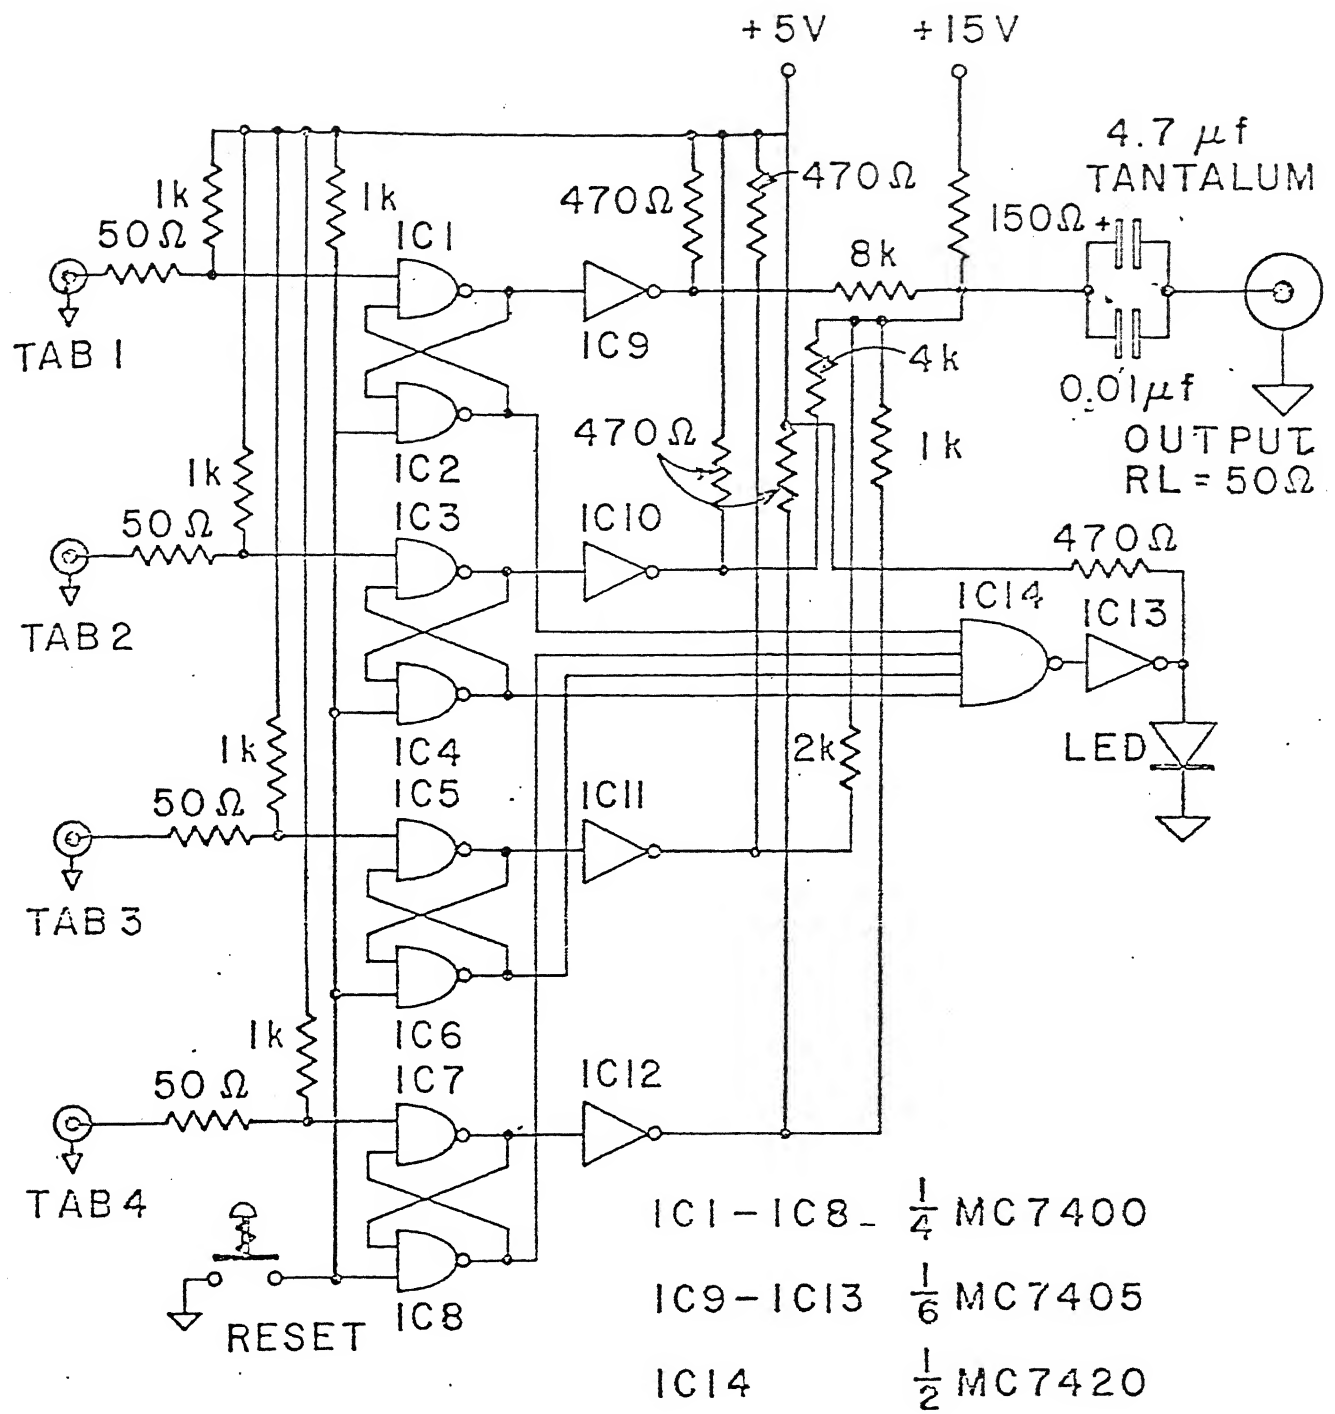 +5V
+15V
4.7 μf
TANTALUM
1k
1k
470Ω
470Ω
150Ω
+
50Ω
IC1
8k
TAB 1
IC9
4k
0.01μf
OUTPUT
RL = 50Ω
470Ω
1k
1k
IC2
IC3
IC10
50Ω
470Ω
IC14
IC13
TAB 2
1k
IC4
IC5
IC11
2k
LED
50Ω
TAB 3
1k
IC6
IC7
IC12
50Ω
TAB 4
RESET
IC8
IC1-IC8- 1/4 MC7400
IC9-IC13 1/6 MC7405
IC14 1/2 MC7420